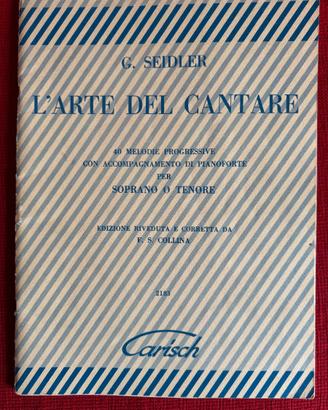 G. SEIDLER
L'ARTE DEL CANTARE
40 MELODIE PROGRESSIVE
CON ACCOMPAGNAMENTO DI PIANOFORTE
PER
SOPRANO O TENORE
EDIZIONE RIVEDUTA E CORRETTA DA
F. S. COLLINA
2183
Carisch